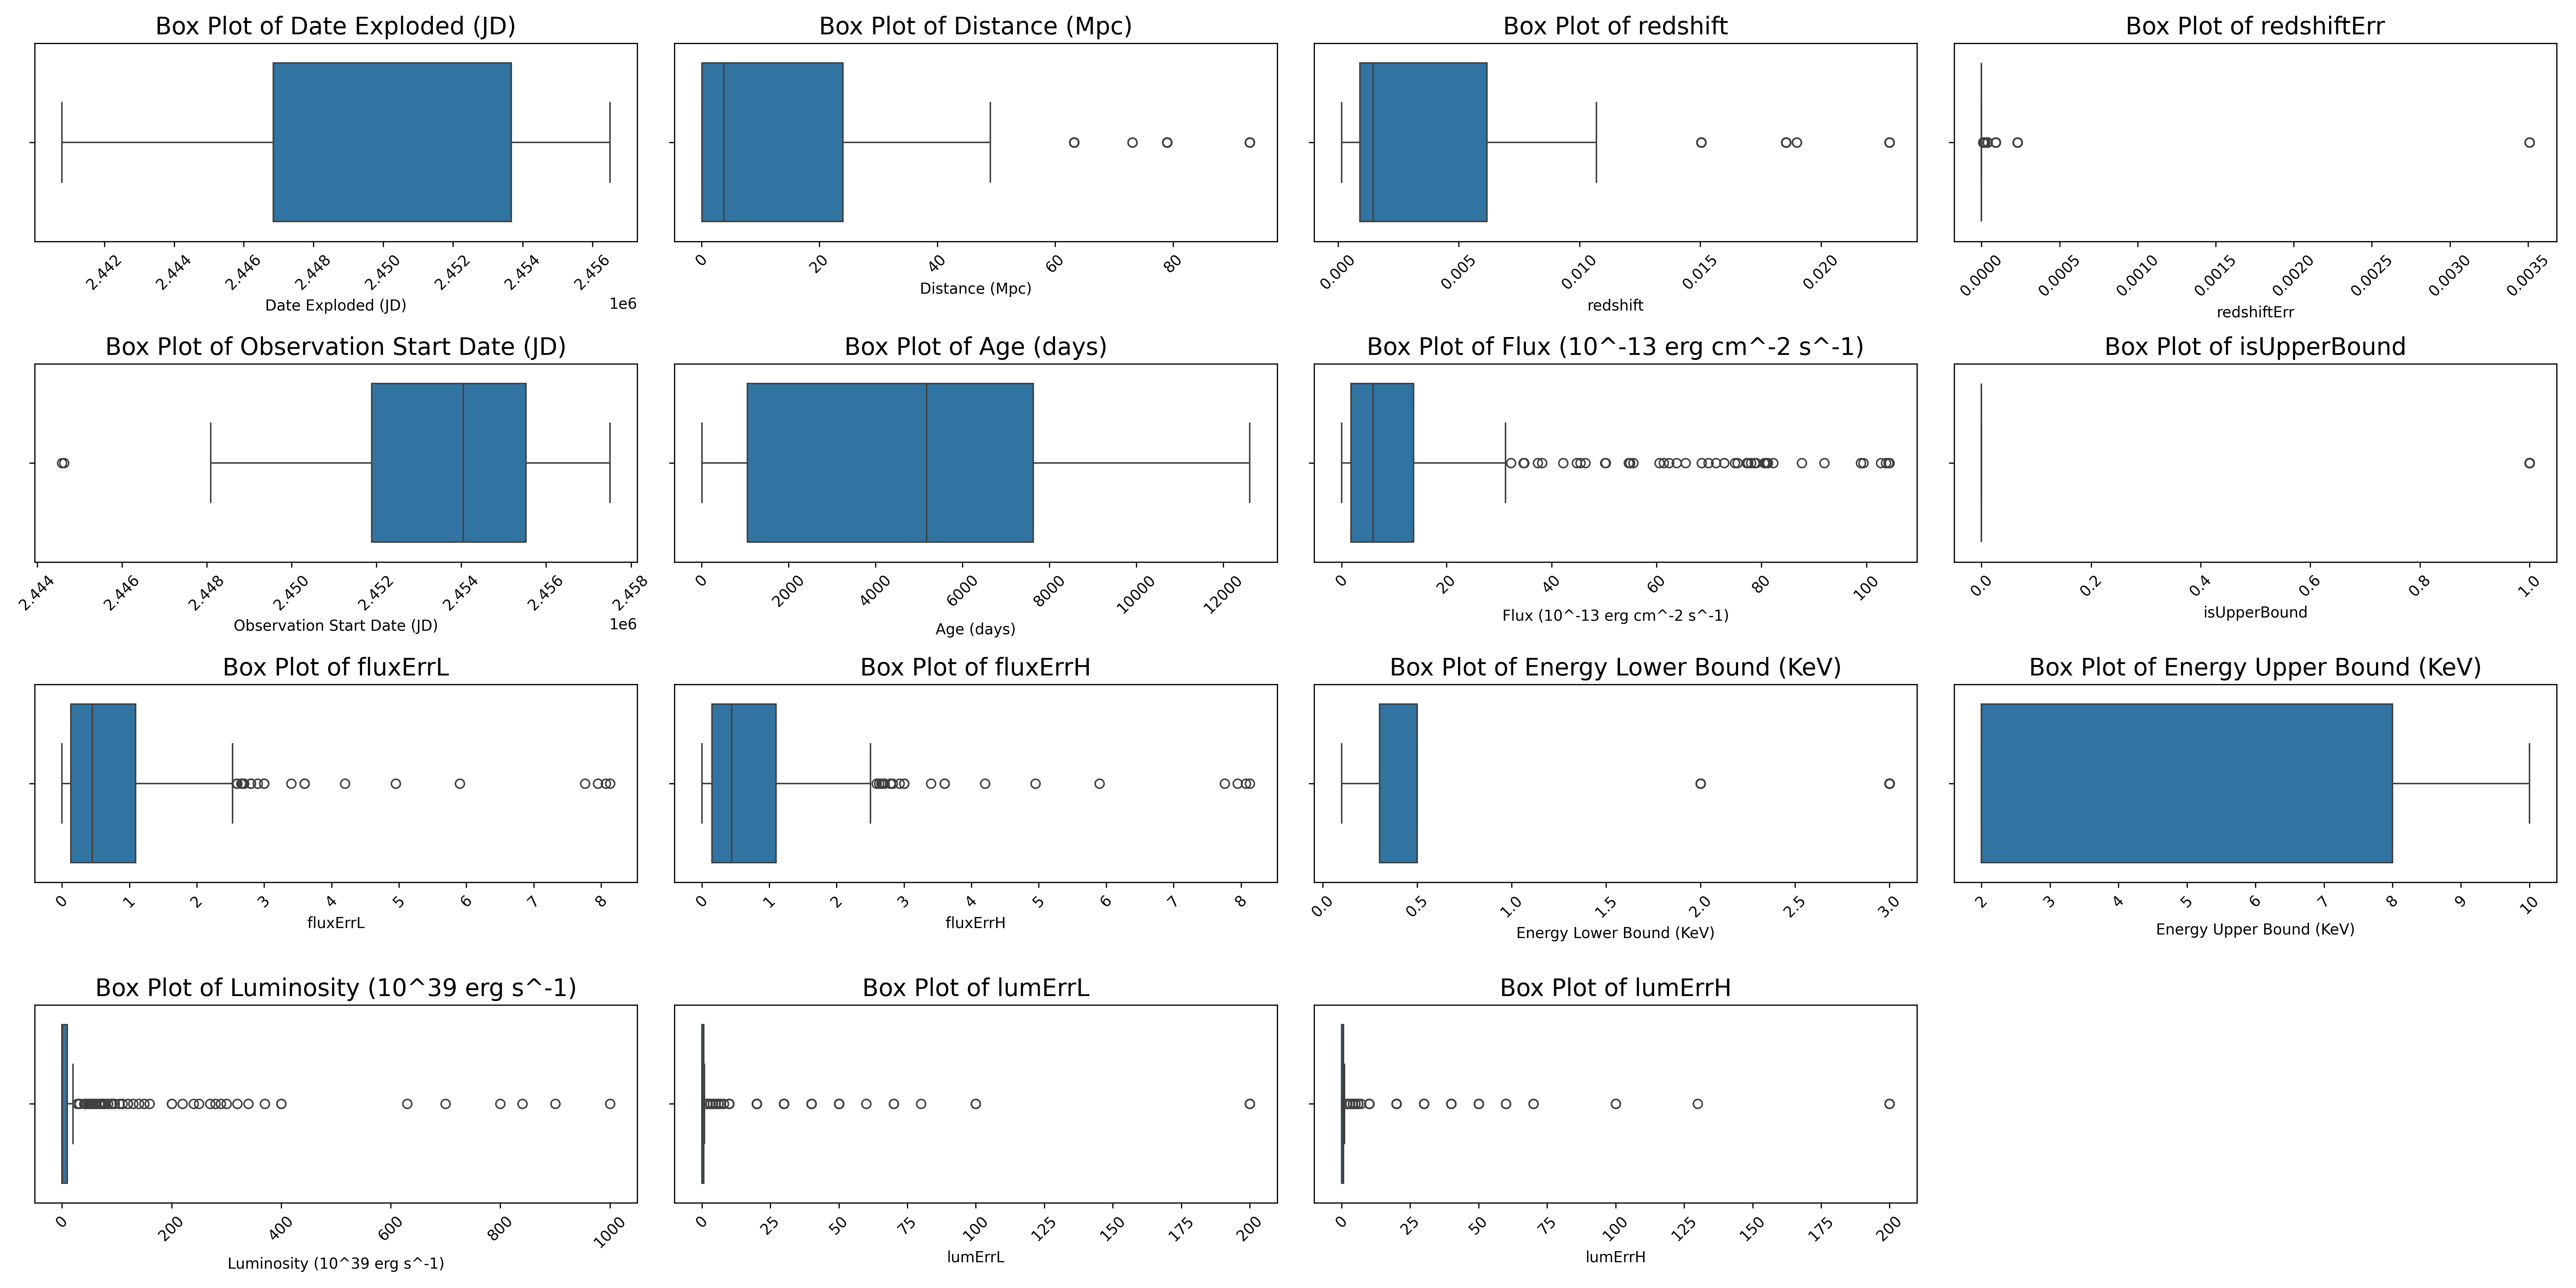 Box Plot of Date Exploded (JD)
2.442 2.444 2.446 2.448 2.450 2.452 2.454 2.456
1e6
Date Exploded (JD)
Box Plot of Distance (Mpc)
0 20 40 60 80
Distance (Mpc)
Box Plot of redshift
0.000 0.005 0.010 0.015 0.020
redshift
Box Plot of redshiftErr
0.0000 0.0005 0.0010 0.0015 0.0020 0.0025 0.0030 0.0035
redshiftErr
Box Plot of Observation Start Date (JD)
2.444 2.446 2.448 2.450 2.452 2.454 2.456 2.458
1e6
Observation Start Date (JD)
Box Plot of Age (days)
0 2000 4000 6000 8000 10000 12000
Age (days)
Box Plot of Flux (10^-13 erg cm^-2 s^-1)
0 20 40 60 80 100
Flux (10^-13 erg cm^-2 s^-1)
Box Plot of isUpperBound
0.0 0.2 0.4 0.6 0.8 1.0
isUpperBound
Box Plot of fluxErrL
0 1 2 3 4 5 6 7 8
fluxErrL
Box Plot of fluxErrH
0 1 2 3 4 5 6 7 8
fluxErrH
Box Plot of Energy Lower Bound (KeV)
0.0 0.5 1.0 1.5 2.0 2.5 3.0
Energy Lower Bound (KeV)
Box Plot of Energy Upper Bound (KeV)
2 3 4 5 6 7 8 9 10
Energy Upper Bound (KeV)
Box Plot of Luminosity (10^39 erg s^-1)
0 200 400 600 800 1000
Luminosity (10^39 erg s^-1)
Box Plot of lumErrL
0 25 50 75 100 125 150 175 200
lumErrL
Box Plot of lumErrH
0 25 50 75 100 125 150 175 200
lumErrH